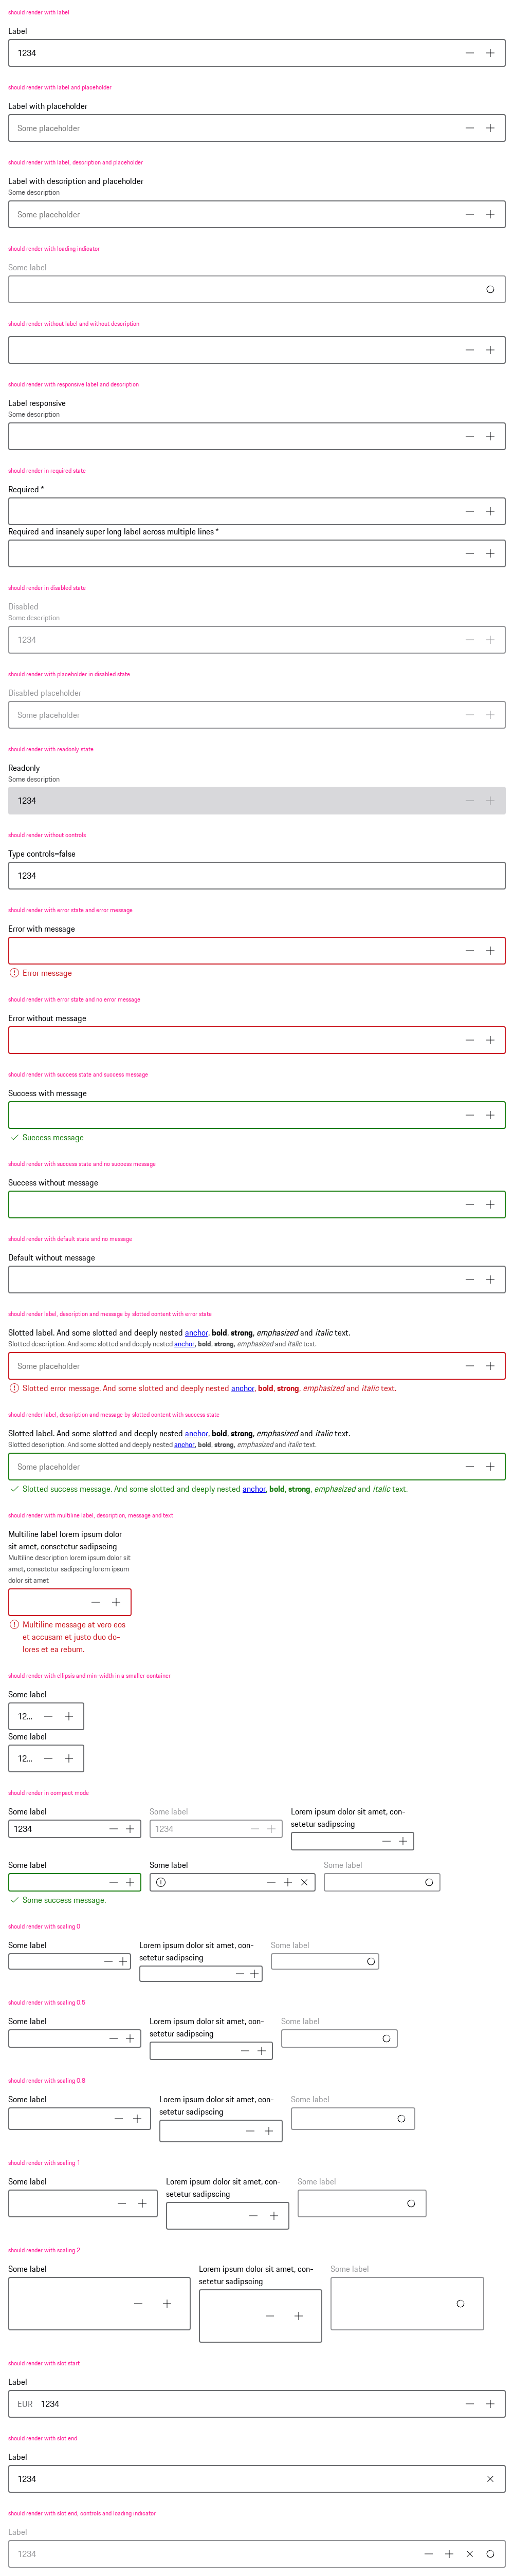 should render with label
Label
1234
should render with label and placeholder
Label with placeholder
Some placeholder
should render with label, description and placeholder
Label with description and placeholder
Some description
Some placeholder
should render with loading indicator
Some label
should render without label and without description
should render with responsive label and description
Label responsive
Some description
should render in required state
Required *
Required and insanely super long label across multiple lines *
should render in disabled state
Disabled
Some description
1234
should render with placeholder in disabled state
Disabled placeholder
Some placeholder
should render with readonly state
Readonly
Some description
1234
should render without controls
Type controls=false
1234
should render with error state and error message
Error with message
Error message
should render with error state and no error message
Error without message
should render with success state and success message
Success with message
Success message
should render with success state and no success message
Success without message
should render with default state and no message
Default without message
should render label, description and message by slotted content with error state
Slotted label. And some slotted and deeply nested anchor, bold, strong, emphasized and italic text.
Slotted description. And some slotted and deeply nested anchor, bold, strong, emphasized and italic text.
Some placeholder
Slotted error message. And some slotted and deeply nested anchor, bold, strong, emphasized and italic text.
should render label, description and message by slotted content with success state
Slotted label. And some slotted and deeply nested anchor, bold, strong, emphasized and italic text.
Slotted description. And some slotted and deeply nested anchor, bold, strong, emphasized and italic text.
Some placeholder
Slotted success message. And some slotted and deeply nested anchor, bold, strong, emphasized and italic text.
should render with multiline label, description, message and text
Multiline label lorem ipsum dolor
sit amet, consetetur sadipscing
Multiline description lorem ipsum dolor sit
amet, consetetur sadipscing lorem ipsum
dolor sit amet
Multiline message at vero eos
et accusam et justo duo do-
lores et ea rebum.
should render with ellipsis and min-width in a smaller container
Some label
12...
Some label
12...
should render in compact mode
Some label
1234
Some label
1234
Lorem ipsum dolor sit amet, con-
setetur sadipscing
Some label
Some success message.
Some label
Some label
should render with scaling 0
Some label
Lorem ipsum dolor sit amet, con-
setetur sadipscing
Some label
should render with scaling 0.5
Some label
Lorem ipsum dolor sit amet, con-
setetur sadipscing
Some label
should render with scaling 0.8
Some label
Lorem ipsum dolor sit amet, con-
setetur sadipscing
Some label
should render with scaling 1
Some label
Lorem ipsum dolor sit amet, con-
setetur sadipscing
Some label
should render with scaling 2
Some label
Lorem ipsum dolor sit amet, con-
setetur sadipscing
Some label
should render with slot start
Label
EUR 1234
should render with slot end
Label
1234
should render with slot end, controls and loading indicator
Label
1234